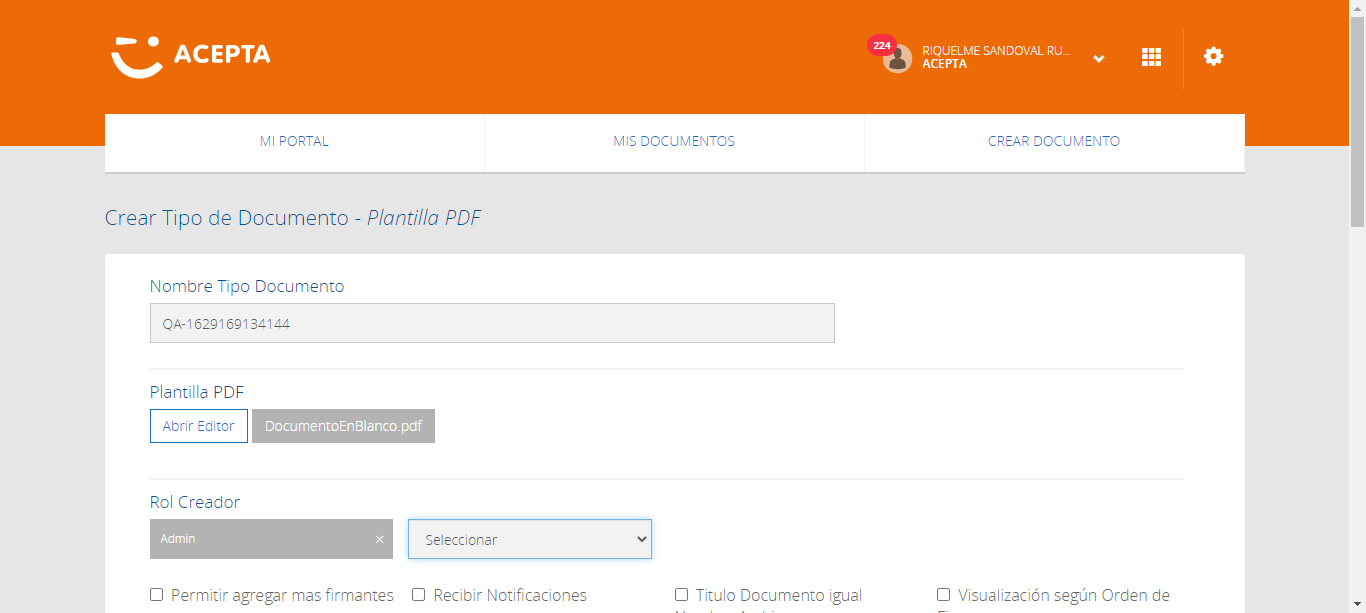 ACEPTA
224
RIQUELME SANDOVAL RU...
ACEPTA
MI PORTAL
MIS DOCUMENTOS
CREAR DOCUMENTO
Crear Tipo de Documento - Plantilla PDF
Nombre Tipo Documento
QA-1629169134144
Plantilla PDF
Abrir Editor
DocumentoEnBlanco.pdf
Rol Creador
Admin ×
Seleccionar
Permitir agregar mas firmantes
Recibir Notificaciones
Titulo Documento igual
Visualización según Orden de